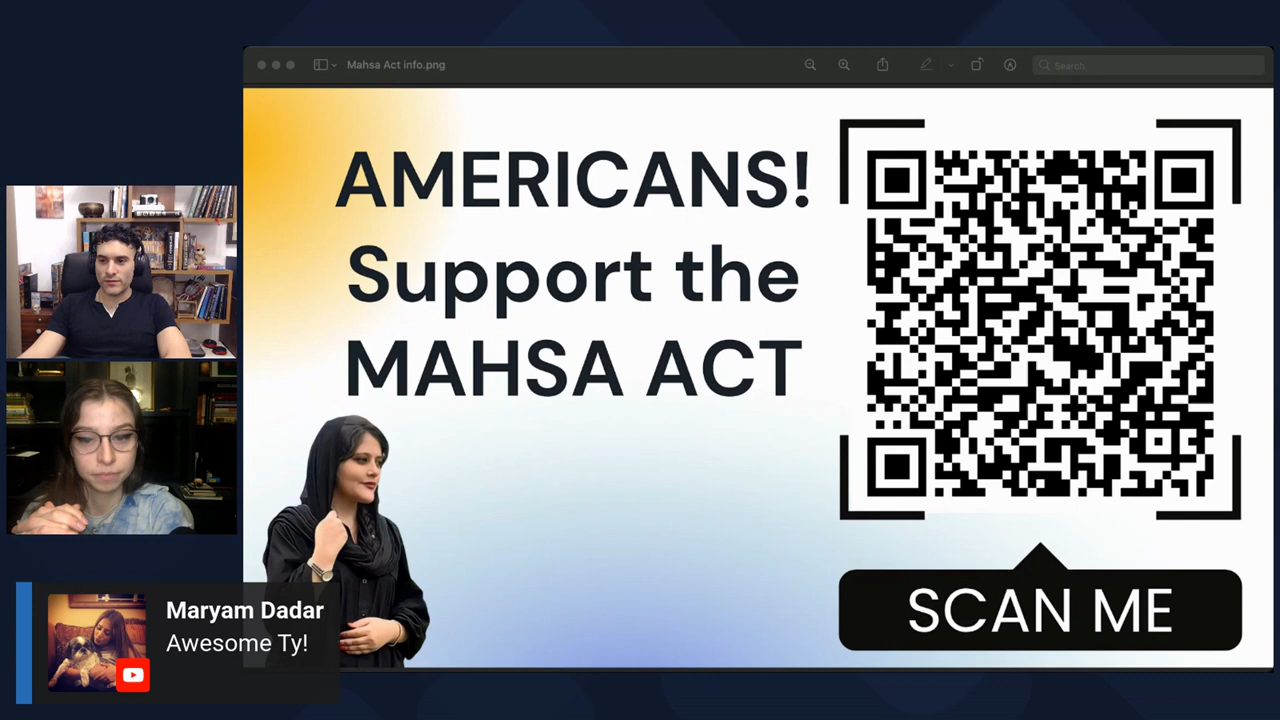 Mahsa Act info.png
Search
AMERICANS!
Support the
MAHSA ACT
SCAN ME
Maryam Dadar
Awesome Ty!